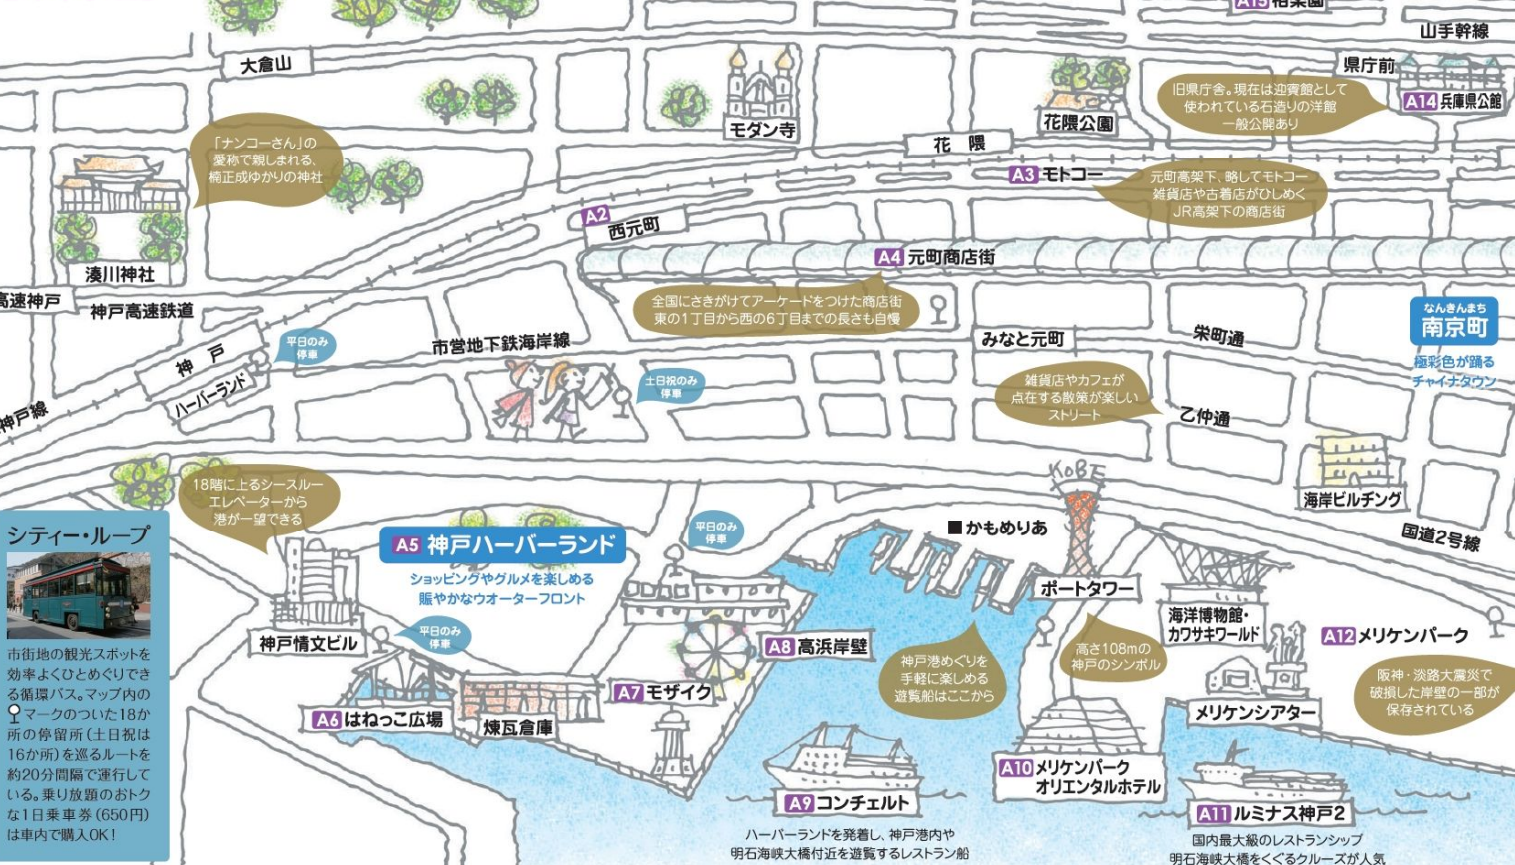 A15 相楽園
山手幹線
大倉山
県庁前
A14 兵庫県公館
旧県庁舎。現在は迎賓館として
使われている石造りの洋館
一般公開あり
モダン寺
花隈公園
花 隈
「ナンコーさん」の
愛称で親しまれる、
楠正成ゆかりの神社
湊川神社
A3 モトコー
元町高架下、略してモトコー
雑貨店や古着店がひしめく
JR高架下の商店街
A2
西元町
A4 元町商店街
全国にさきがけてアーケードをつけた商店街
東の1丁目から西の6丁目までの長さも自慢
高速神戸
神戸高速鉄道
なんきんまち
南京町
極彩色が踊る
チャイナタウン
みなと元町
栄町通
市営地下鉄海岸線
平日のみ
停車
神 戸
ハーバーランド
神戸線
土日祝のみ
停車
雑貨店やカフェが
点在する散策が楽しい
ストリート
乙仲通
海岸ビルヂング
国道2号線
18階に上るシースルー
エレベーターから
港が一望できる
KOBE
シティー・ループ
市街地の観光スポットを
効率よくひとめぐりでき
る循環バス。マップ内の
マークのついた18か
所の停留所(土日祝は
16か所)を巡るルートを
約20分間隔で運行して
いる。乗り放題のおトク
な1日乗車券(650円)
は車内で購入OK!
A5 神戸ハーバーランド
ショッピングやグルメを楽しめる
賑やかなウオーターフロント
平日のみ
停車
■かもめりあ
ポートタワー
海洋博物館・
カワサキワールド
A12 メリケンパーク
神戸情文ビル
平日のみ
停車
A8 高浜岸壁
神戸港めぐりを
手軽に楽しめる
遊覧船はここから
高さ108mの
神戸のシンボル
阪神・淡路大震災で
破損した岸壁の一部が
保存されている
A7 モザイク
A6 はねっこ広場
煉瓦倉庫
メリケンシアター
A10 メリケンパーク
オリエンタルホテル
A9 コンチェルト
ハーバーランドを発着し、神戸港内や
明石海峡大橋付近を遊覧するレストラン船
A11 ルミナス神戸2
国内最大級のレストランシップ
明石海峡大橋をくぐるクルーズが人気